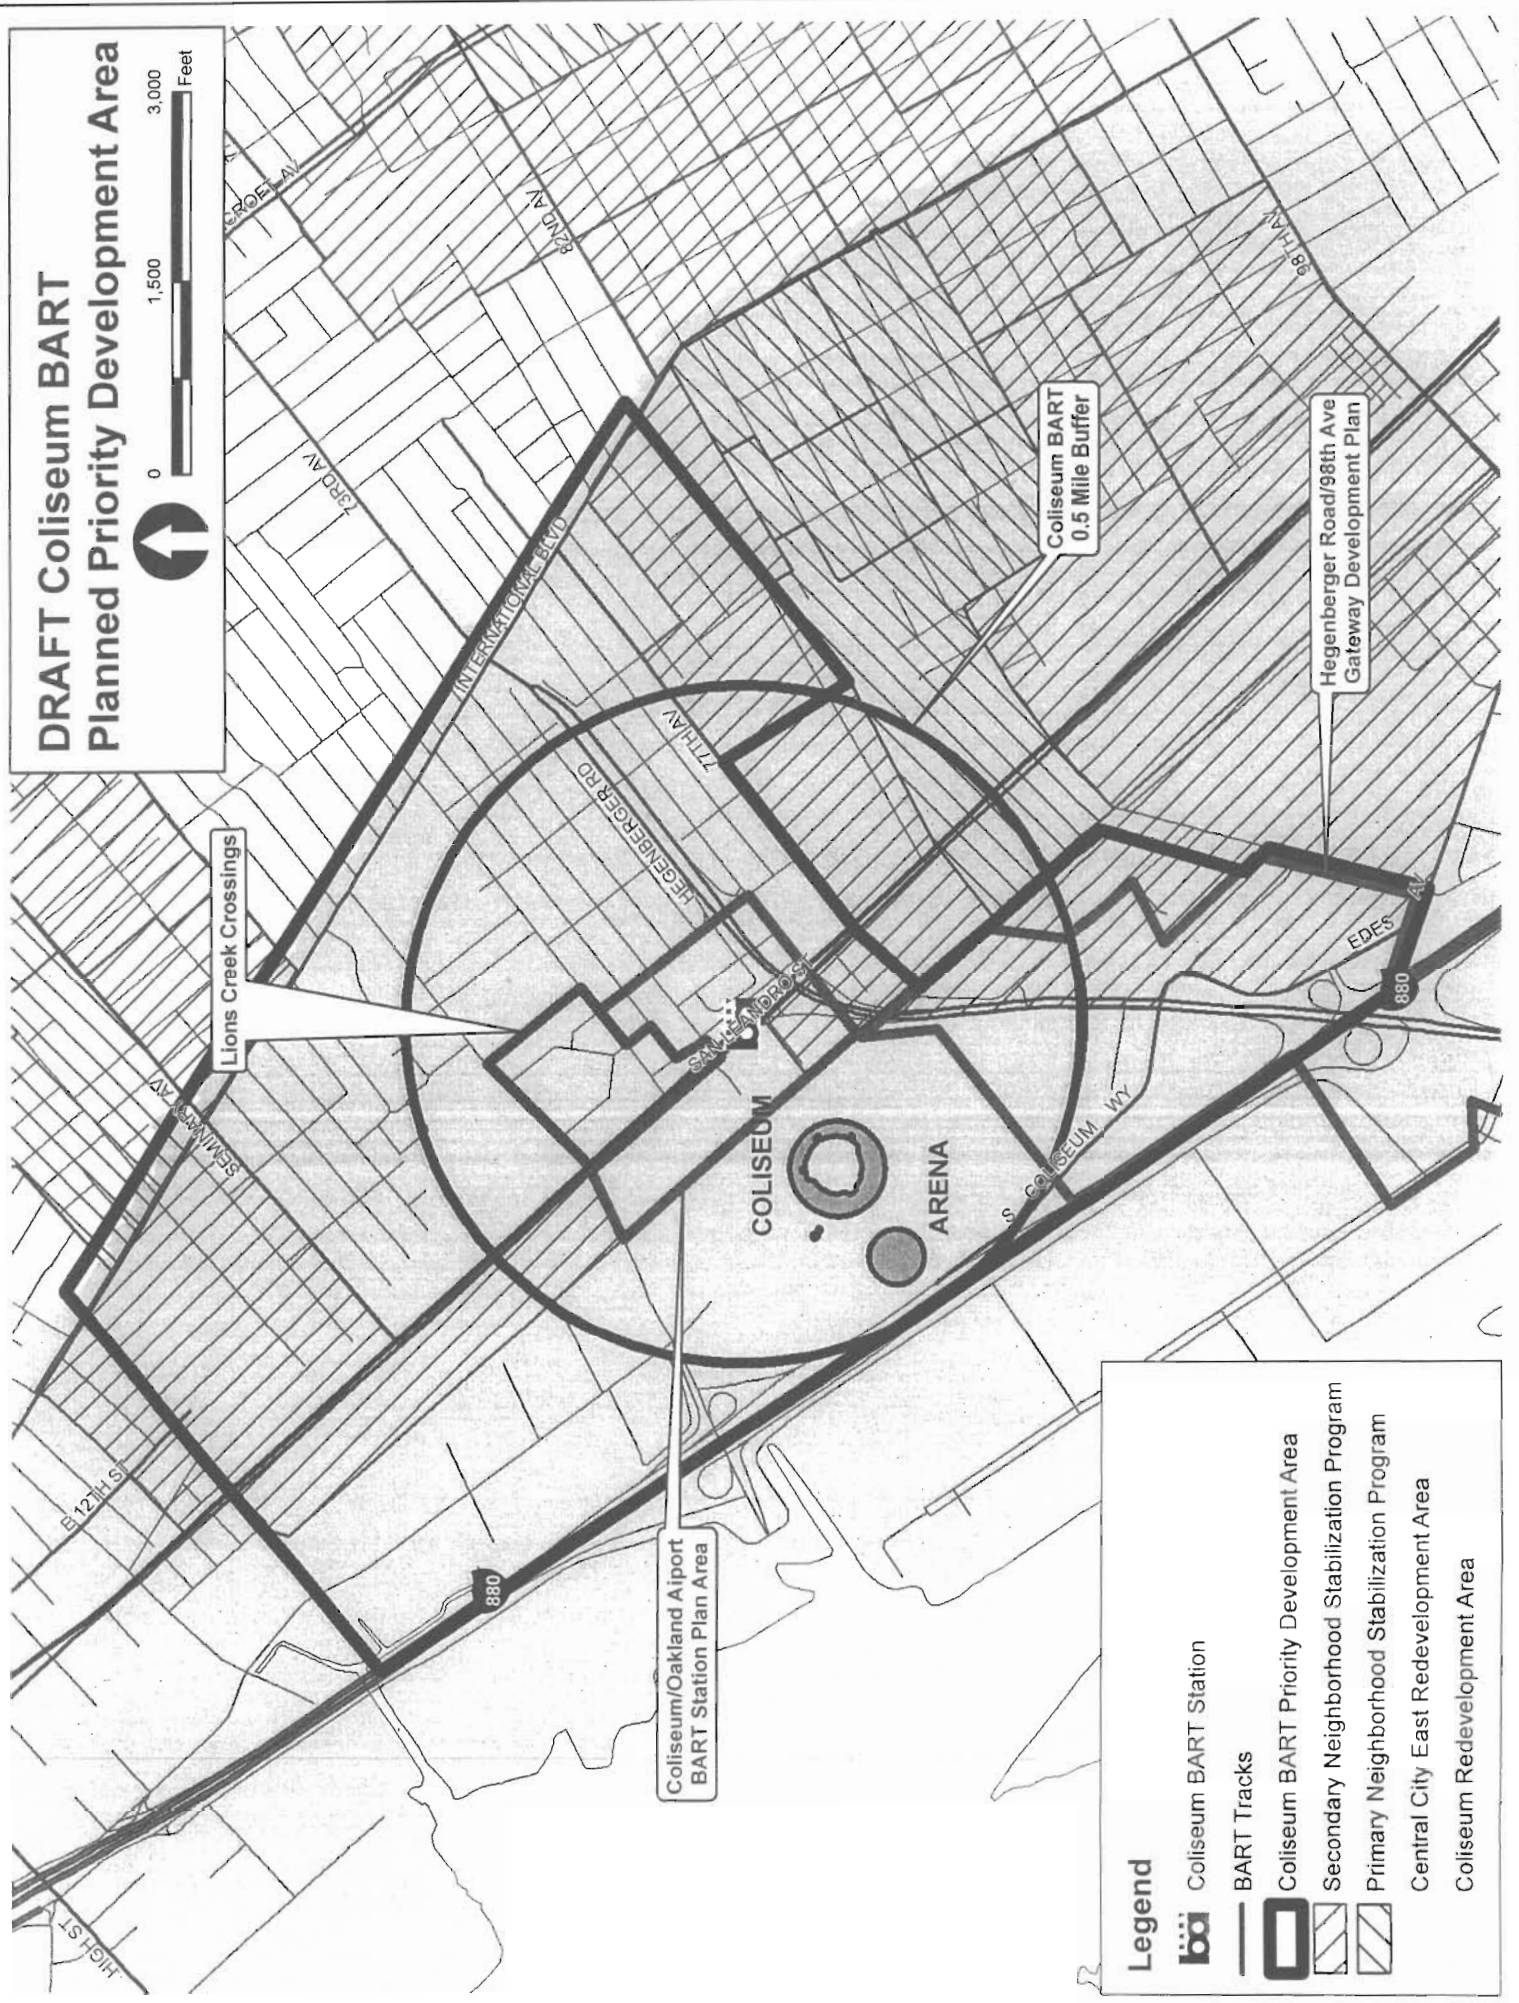 DRAFT Coliseum BART
Planned Priority Development Area
0
1,500
3,000
Feet
HIGH ST
E 12TH ST
SEMINARY AV
AV
Lions Creek Crossings
INTERNATIONAL BLVD
73RD AV
CROFT AV
82ND AV
77TH AV
HEGENBERGER RD
SAN LEANDRO ST
98TH AV
Coliseum BART
0.5 Mile Buffer
Hegenberger Road/98th Ave
Gateway Development Plan
COLISEUM
ARENA
S COLISEUM WY
EDES
AV
880
880
Coliseum/Oakland Aiport
BART Station Plan Area
Legend
BART
ba Coliseum BART Station
BART Tracks
Coliseum BART Priority Development Area
Secondary Neighborhood Stabilization Program
Primary Neighborhood Stabilization Program
Central City East Redevelopment Area
Coliseum Redevelopment Area